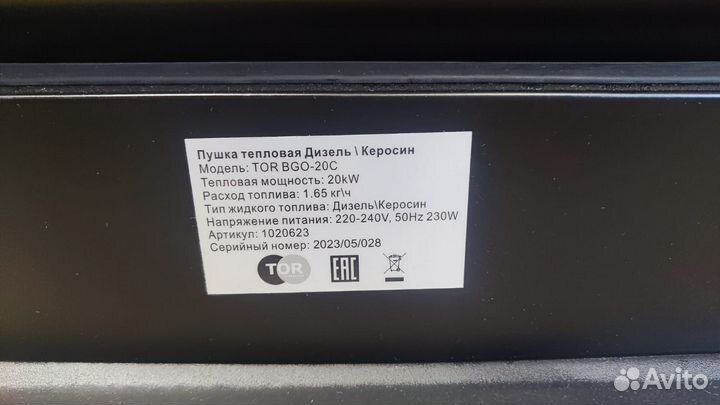 Пушка тепловая Дизель \ Керосин
Модель: TOR BGO-20C
Тепловая мощность: 20kW
Расход топлива: 1.65 кг\ч
Тип жидкого топлива: Дизель\Керосин
Напряжение питания: 220-240V, 50Hz 230W
Артикул: 1020623
Серийный номер: 2023/05/028
TOR EAC
Avito